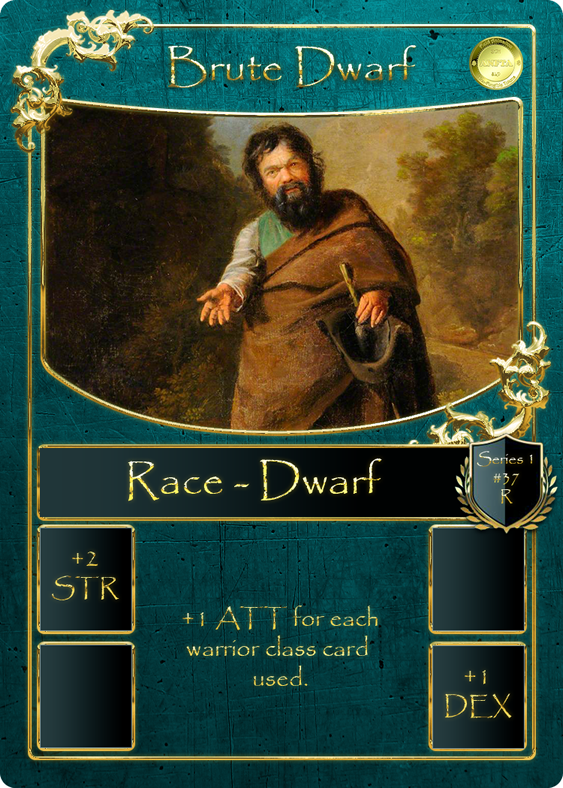 Brute Dwarf
Race - Dwarf
Series 1
#37
R
+2
STR
+1 ATT for each
warrior class card
used.
+1
DEX